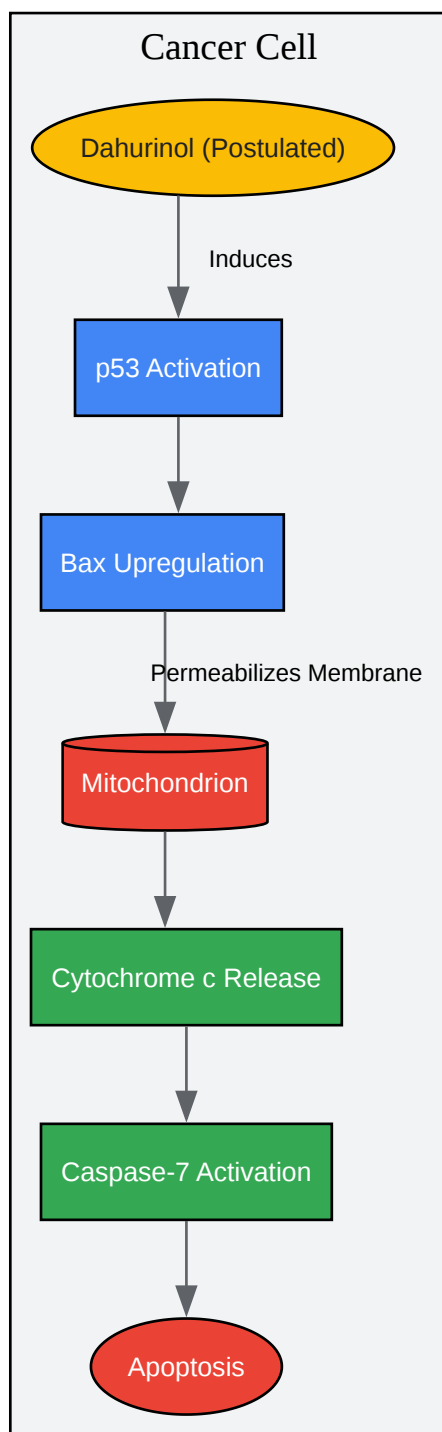 Cancer Cell
Dahurinol (Postulated)
Induces
p53 Activation
Bax Upregulation
Permeabilizes Membrane
Mitochondrion
Cytochrome c Release
Caspase-7 Activation
Apoptosis